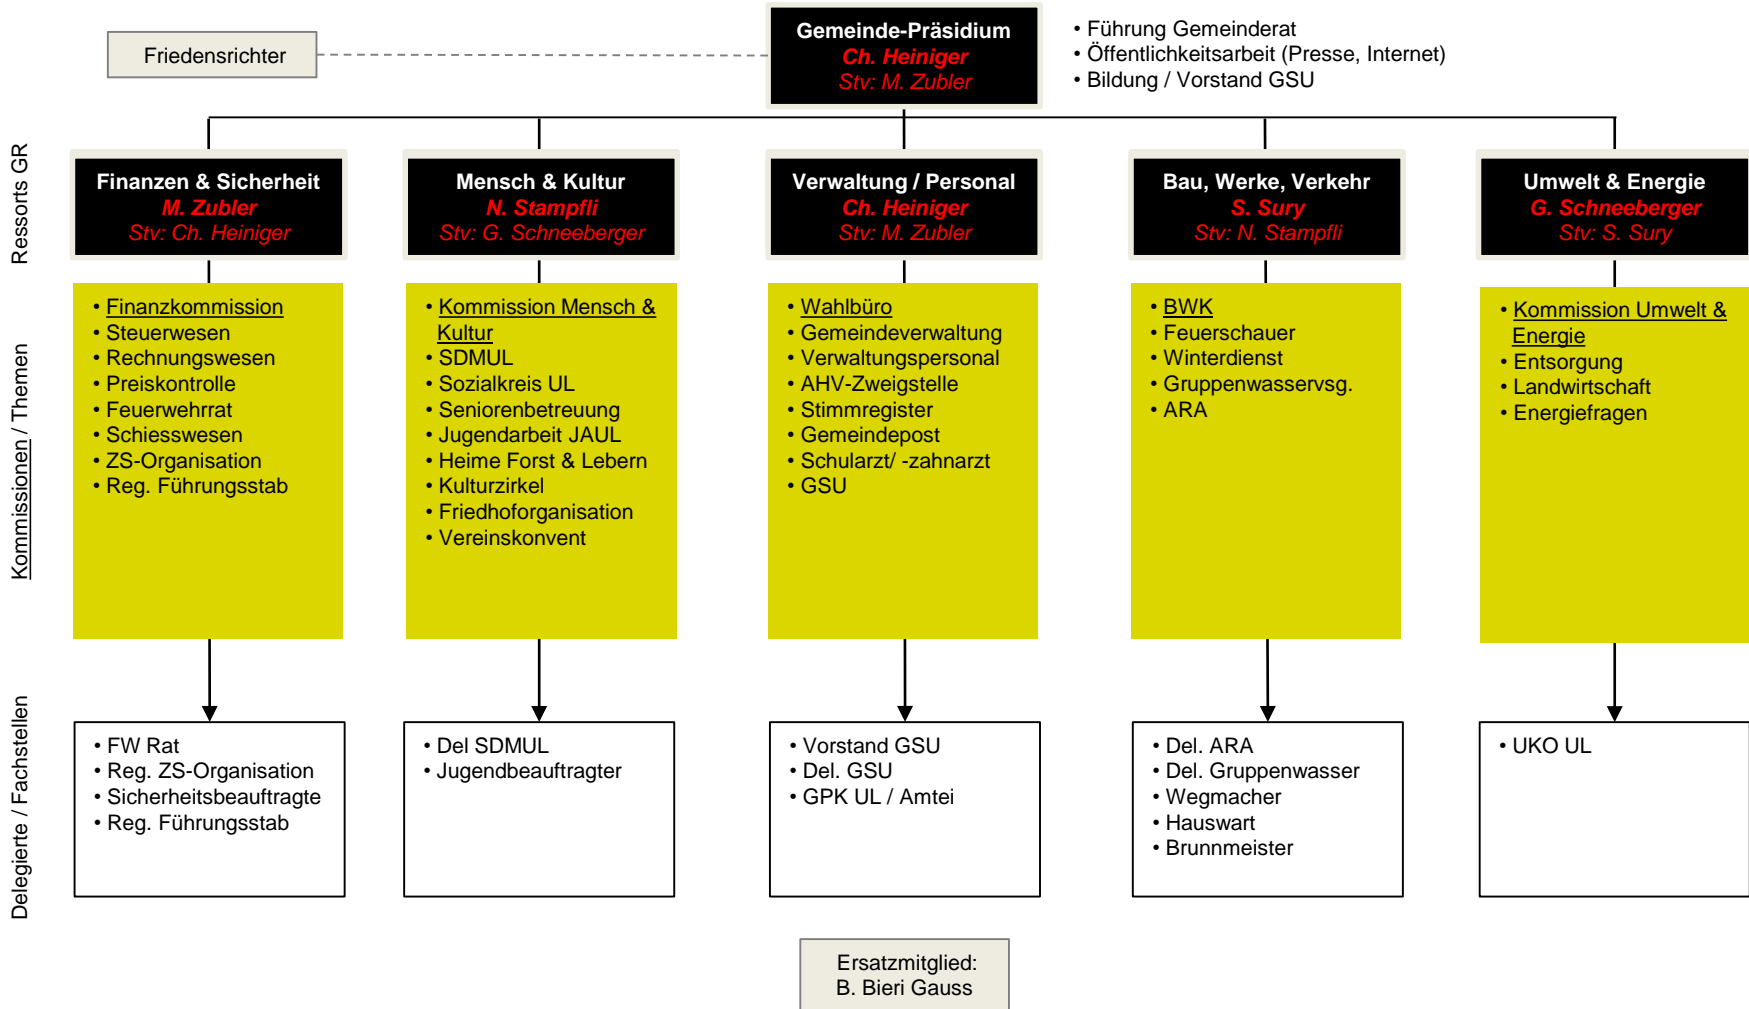 Friedensrichter
Gemeinde-Präsidium
Ch. Heiniger
Stv: M. Zubler
• Führung Gemeinderat
• Öffentlichkeitsarbeit (Presse, Internet)
• Bildung / Vorstand GSU
Ressorts GR
Finanzen & Sicherheit
M. Zubler
Stv: Ch. Heiniger
Mensch & Kultur
N. Stampfli
Stv: G. Schneeberger
Verwaltung / Personal
Ch. Heiniger
Stv: M. Zubler
Bau, Werke, Verkehr
S. Sury
Stv: N. Stampfli
Umwelt & Energie
G. Schneeberger
Stv: S. Sury
Kommissionen / Themen
• Finanzkommission
• Steuerwesen
• Rechnungswesen
• Preiskontrolle
• Feuerwehrrat
• Schiesswesen
• ZS-Organisation
• Reg. Führungsstab
• Kommission Mensch &
Kultur
• SDMUL
• Sozialkreis UL
• Seniorenbetreuung
• Jugendarbeit JAUL
• Heime Forst & Lebern
• Kulturzirkel
• Friedhoforganisation
• Vereinskonvent
• Wahlbüro
• Gemeindeverwaltung
• Verwaltungspersonal
• AHV-Zweigstelle
• Stimmregister
• Gemeindepost
• Schularzt/ -zahnarzt
• GSU
• BWK
• Feuerschauer
• Winterdienst
• Gruppenwasservsg.
• ARA
• Kommission Umwelt &
Energie
• Entsorgung
• Landwirtschaft
• Energiefragen
Delegierte / Fachstellen
• FW Rat
• Reg. ZS-Organisation
• Sicherheitsbeauftragte
• Reg. Führungsstab
• Del SDMUL
• Jugendbeauftragter
• Vorstand GSU
• Del. GSU
• GPK UL / Amtei
• Del. ARA
• Del. Gruppenwasser
• Wegmacher
• Hauswart
• Brunnmeister
• UKO UL
Ersatzmitglied:
B. Bieri Gauss